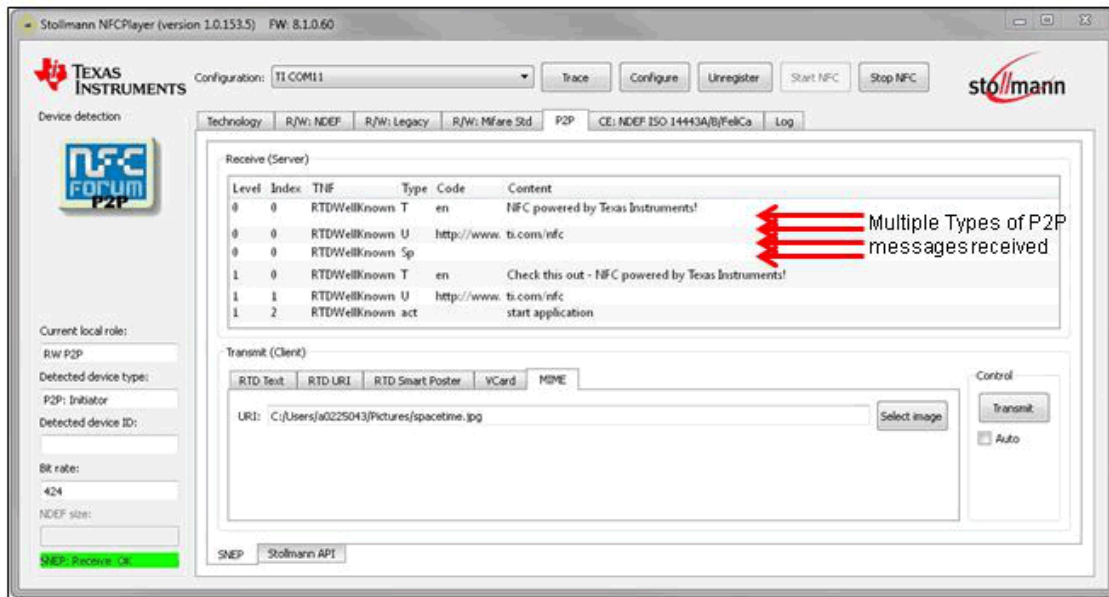 Stollmann NFCPlayer (version 1.0.153.5) FW: 8.1.0.60
TEXAS INSTRUMENTS
Configuration: TI COM11
Trace
Configure
Unregister
Start NFC
Stop NFC
stollmann
Device detection
NFC
FORUM
P2P
Technology
R/W: NDEF
R/W: Legacy
R/W: Mifare Std
P2P
CE: NDEF ISO 14443A/B/FeliCa
Log
Receive (Server)
Level Index TNF Type Code Content
0 0 RTDWellKnown T en NFC powered by Texas Instruments!
0 0 RTDWellKnown U http://www. ti.com/nfc
0 0 RTDWellKnown Sp
1 0 RTDWellKnown T en Check this out - NFC powered by Texas Instruments!
1 1 RTDWellKnown U http://www. ti.com/nfc
1 2 RTDWellKnown act start application
Multiple Types of P2P
messages received
Current local role:
RW P2P
Detected device type:
P2P: Initiator
Detected device ID:
Bit rate:
424
NDEF size:
SNEP: Receive OK
Transmit (Client)
RTD Text
RTD URI
RTD Smart Poster
VCard
MIME
URI: C:/Users/a0225043/Pictures/spacetime.jpg
Select image
Control
Transmit
Auto
SNEP
Stollmann API